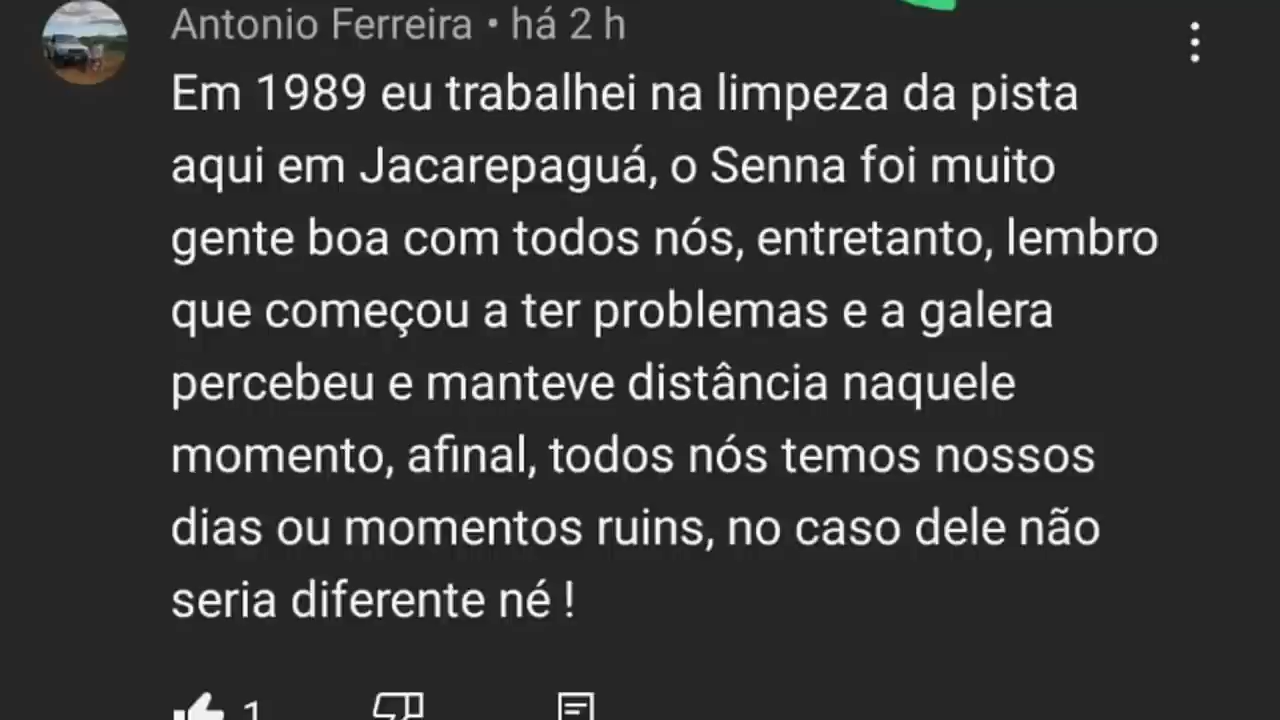 Antonio Ferreira • há 2 h
Em 1989 eu trabalhei na limpeza da pista
aqui em Jacarepaguá, o Senna foi muito
gente boa com todos nós, entretanto, lembro
que começou a ter problemas e a galera
percebeu e manteve distância naquele
momento, afinal, todos nós temos nossos
dias ou momentos ruins, no caso dele não
seria diferente né !
1